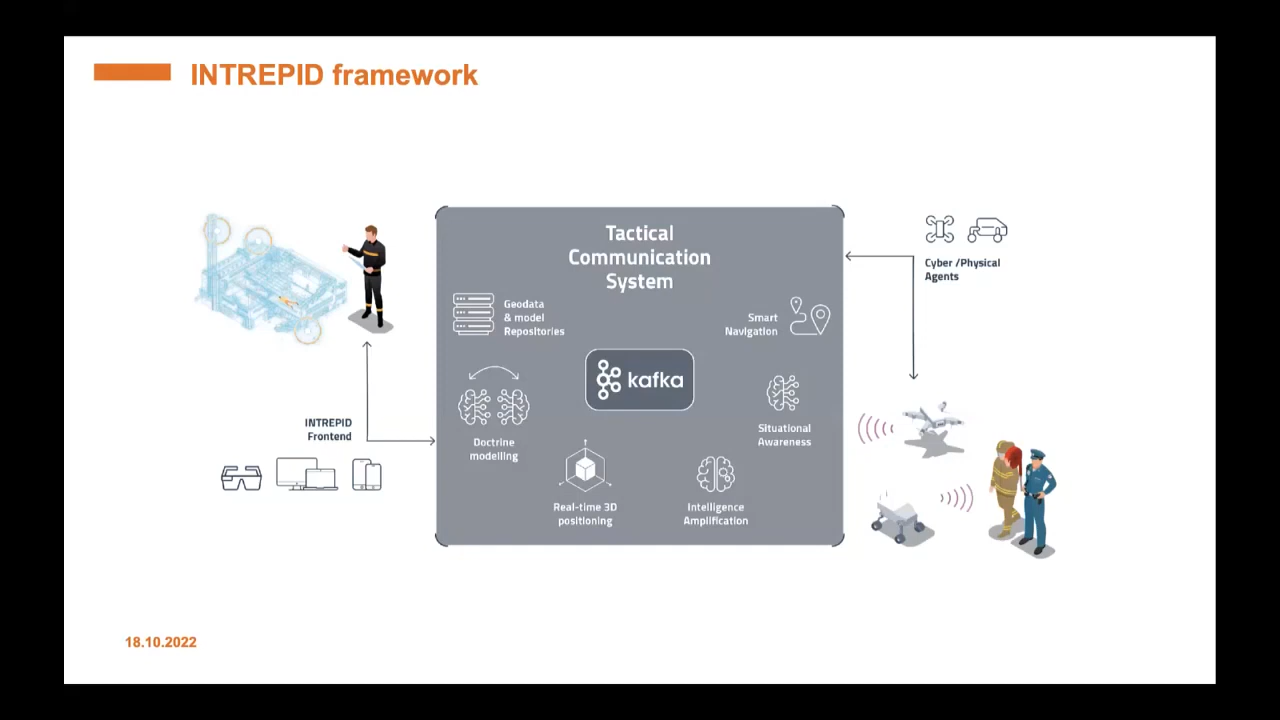 INTREPID framework
Tactical
Communication
System
Geodata
& model
Repositories
Smart
Navigation
kafka
Doctrine
modelling
Situational
Awareness
Real-time 3D
positioning
Intelligence
Amplification
INTREPID
Frontend
Cyber /Physical
Agents
18.10.2022